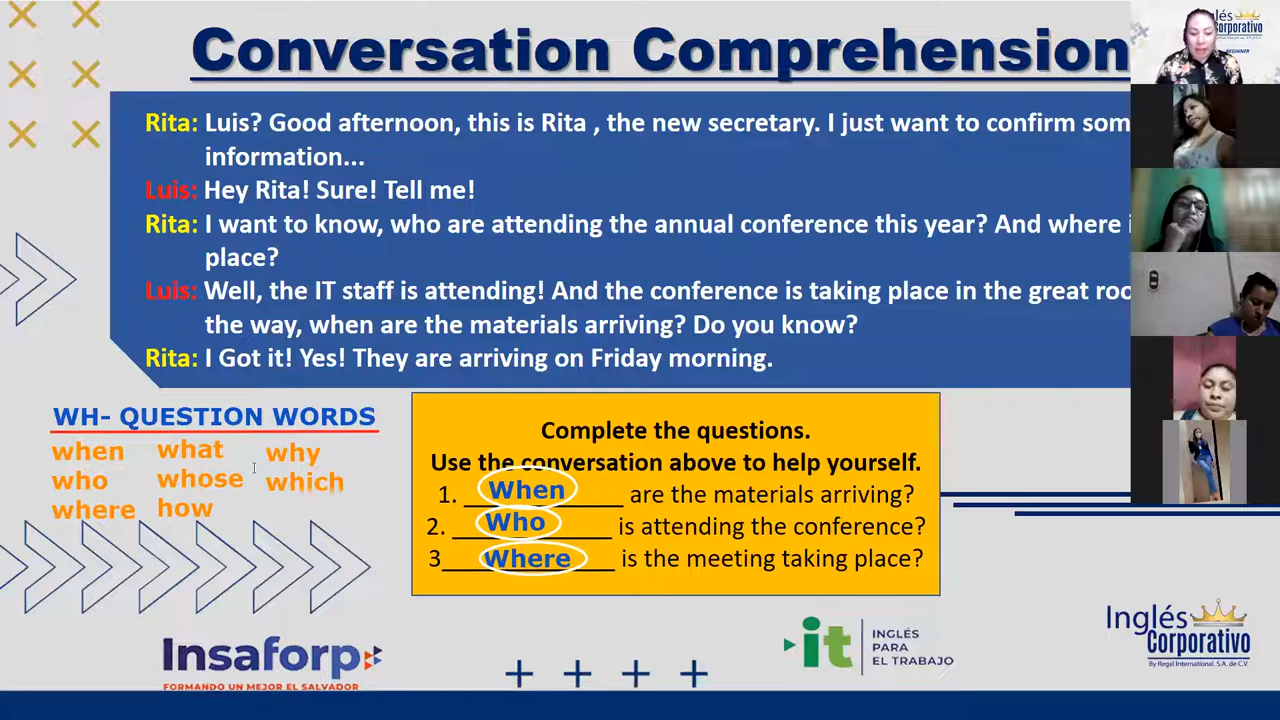 Conversation Comprehension
Rita: Luis? Good afternoon, this is Rita , the new secretary. I just want to confirm som
information...
Luis: Hey Rita! Sure! Tell me!
Rita: I want to know, who are attending the annual conference this year? And where i
place?
Luis: Well, the IT staff is attending! And the conference is taking place in the great roo
the way, when are the materials arriving? Do you know?
Rita: I Got it! Yes! They are arriving on Friday morning.
WH- QUESTION WORDS
when what why
who whose which
where how
Complete the questions.
Use the conversation above to help yourself.
1. When are the materials arriving?
2. Who is attending the conference?
3 Where is the meeting taking place?
Insaforp
FORMANDO UN MEJOR EL SALVADOR
it
INGLÉS
PARA
EL TRABAJO
Inglés
Corporativo
By Regal International, S.A. de C.V.
glés
Corporativo
BEGINNER